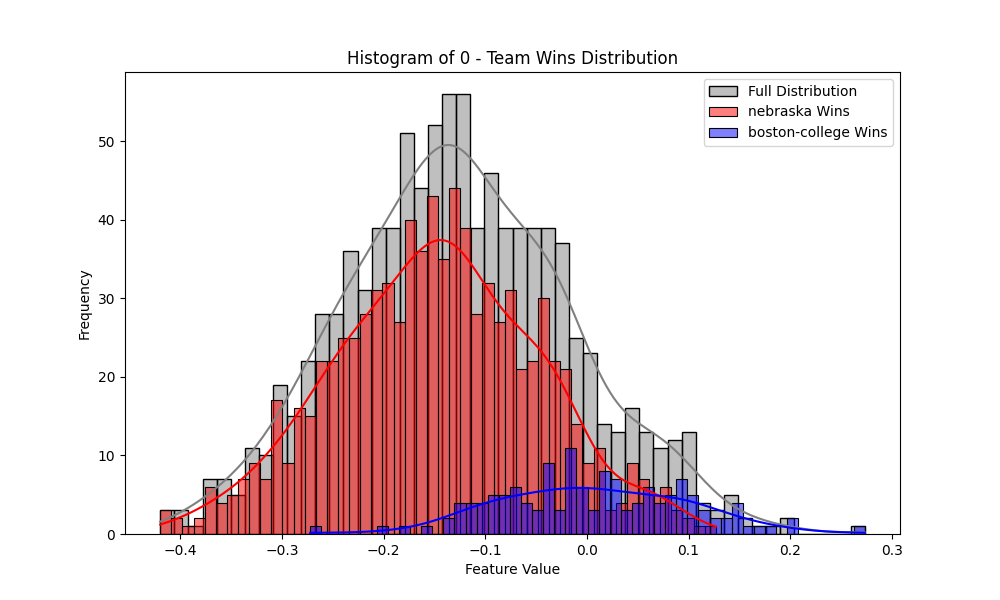 Histogram of 0 - Team Wins Distribution
Full Distribution
nebraska Wins
boston-college Wins
Frequency
50
40
30
20
10
0
−0.4
−0.3
−0.2
−0.1
0.0
0.1
0.2
0.3
Feature Value